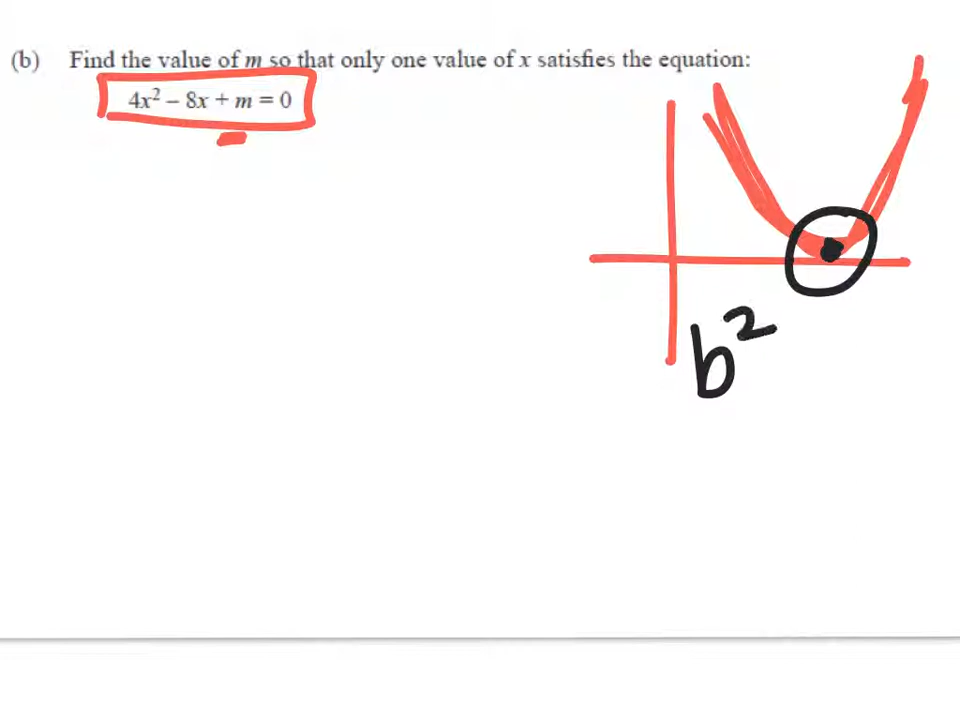 (b) Find the value of m so that only one value of x satisfies the equation:
4x² – 8x + m = 0
b²